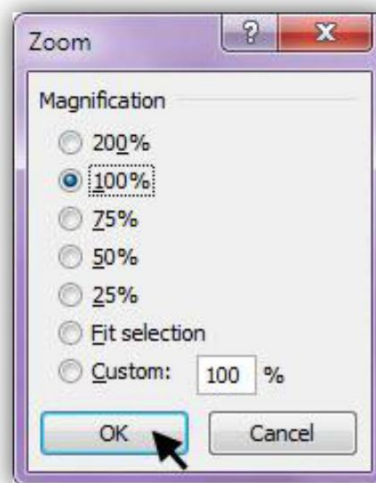 Zoom
Magnification
200%
100%
75%
50%
25%
Fit selection
Custom: 100 %
OK Cancel